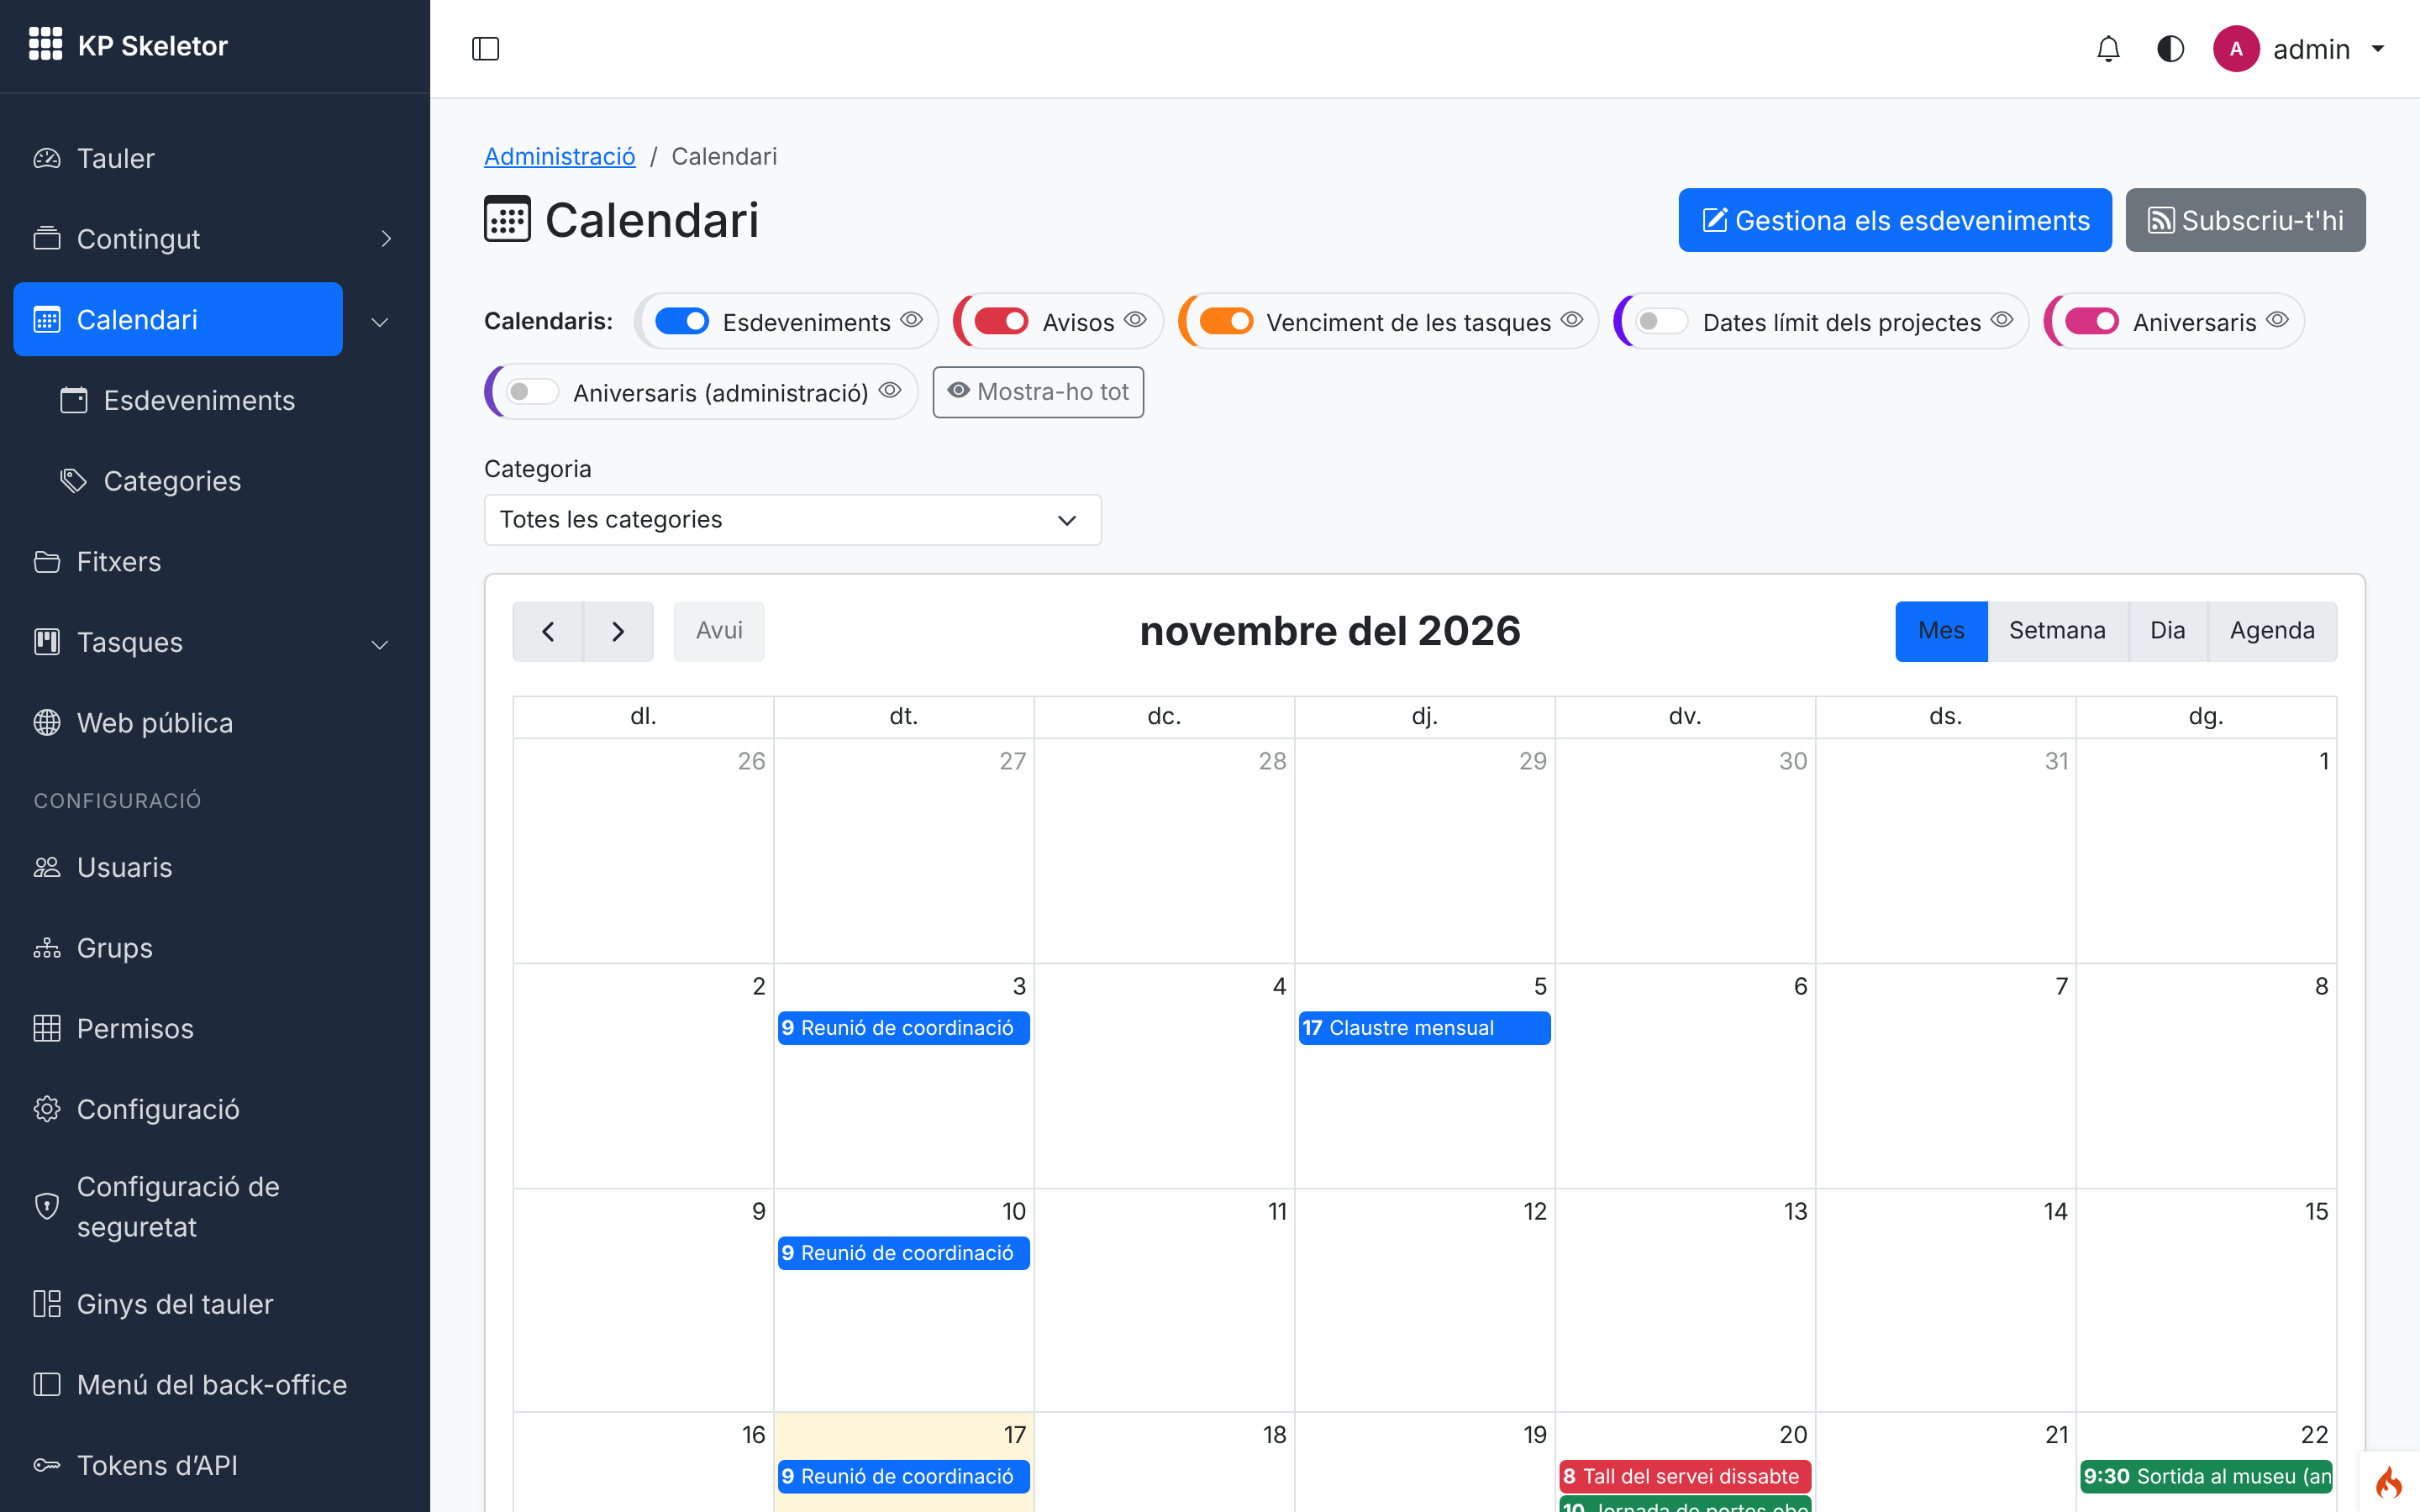 KP Skeletor
admin
A
Tauler
Contingut
Calendari
Esdeveniments
Categories
Fitxers
Tasques
Web pública
CONFIGURACIÓ
Usuaris
Grups
Permisos
Configuració
Configuració de
seguretat
Ginys del tauler
Menú del back-office
Tokens d’API
Administració / Calendari
Calendari
Gestiona els esdeveniments
Subscriu-t'hi
Calendaris: Esdeveniments Avisos Venciment de les tasques Dates límit dels projectes Aniversaris
Aniversaris (administració) Mostra-ho tot
Categoria
Totes les categories
Avui
novembre del 2026
Mes Setmana Dia Agenda
dl. dt. dc. dj. dv. ds. dg.
26 27 28 29 30 31 1
2 3 4 5 6 7 8
9 Reunió de coordinació
17 Claustre mensual
9 10 11 12 13 14 15
9 Reunió de coordinació
16 17 18 19 20 21 22
9 Reunió de coordinació
8 Tall del servei dissabte
9:30 Sortida al museu (an
10 Jornada de portes obe